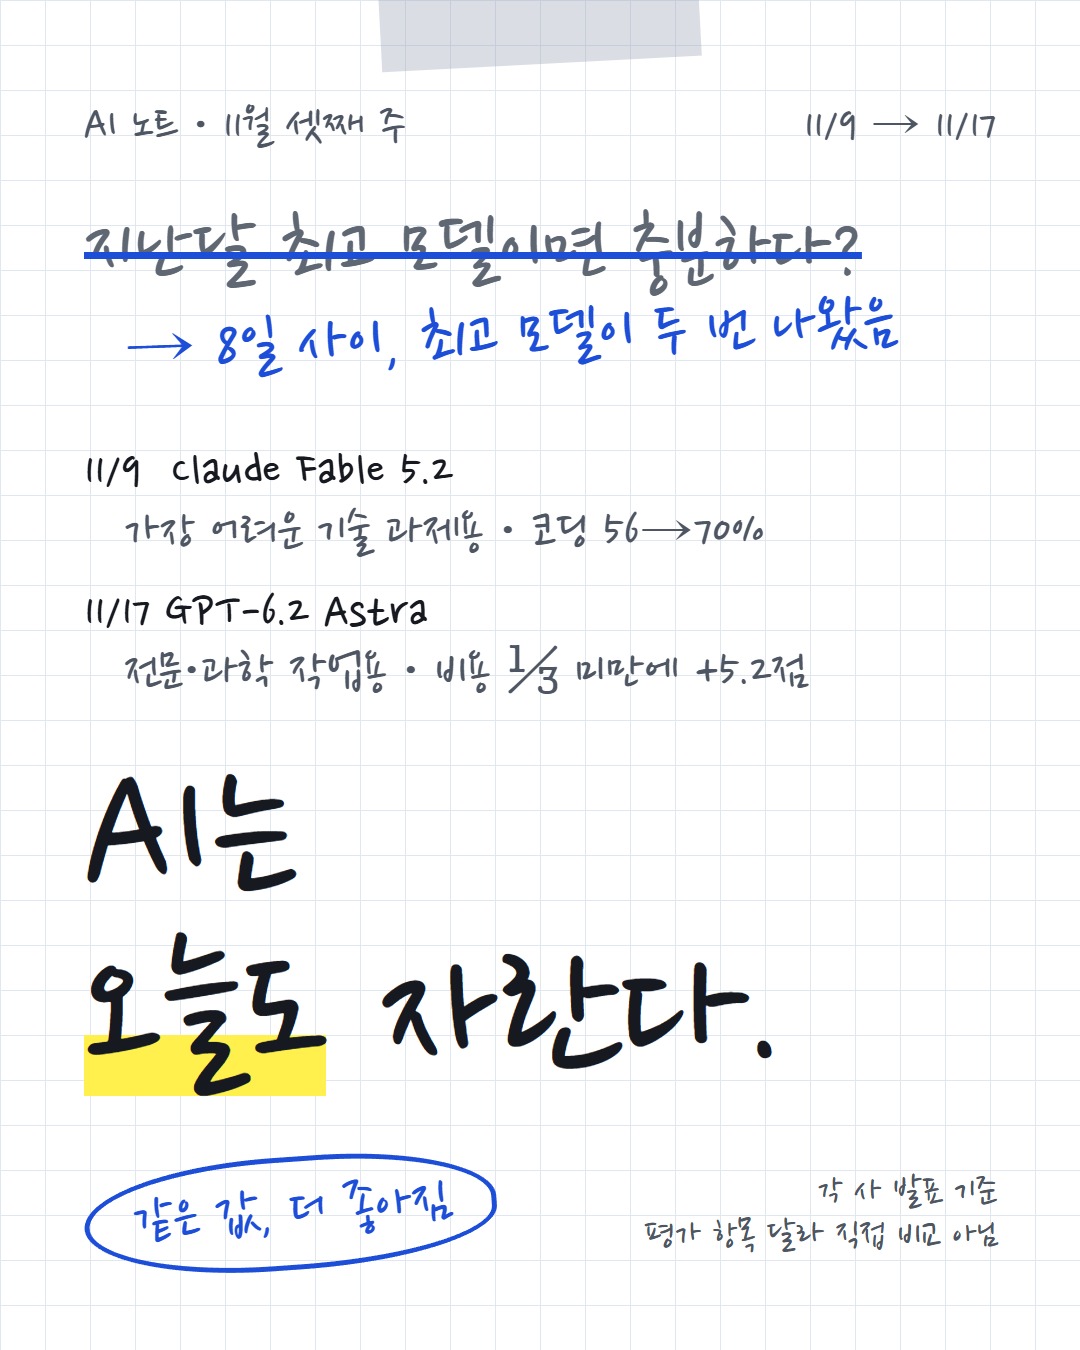 AI 노트 · 11월 셋째 주
11/9 → 11/17
지난달 최고 모델이면 충분하다?
→ 8일 사이, 최고 모델이 두 번 나왔음
11/9 Claude Fable 5.2
가장 어려운 기술 과제용 · 코딩 56→70%
11/17 GPT-6.2 Astra
전문·과학 작업용 · 비용 1/3 미만에 +5.2점
AI는
오늘도 자란다.
같은 값, 더 좋아짐
각 사 발표 기준
평가 항목 달라 직접 비교 아님